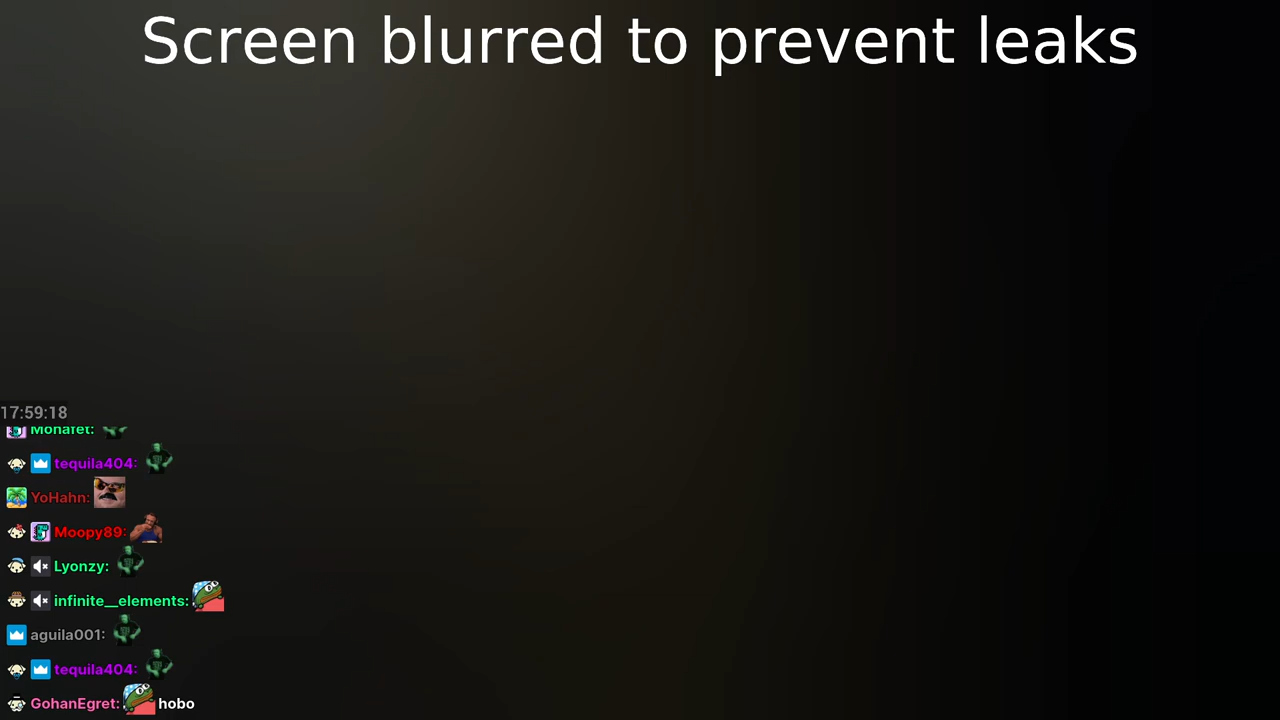 Screen blurred to prevent leaks
17:59:18
Monafet:
tequila404:
YoHahn:
Moopy89:
Lyonzy:
infinite__elements:
aguila001:
tequila404:
GohanEgret: hobo